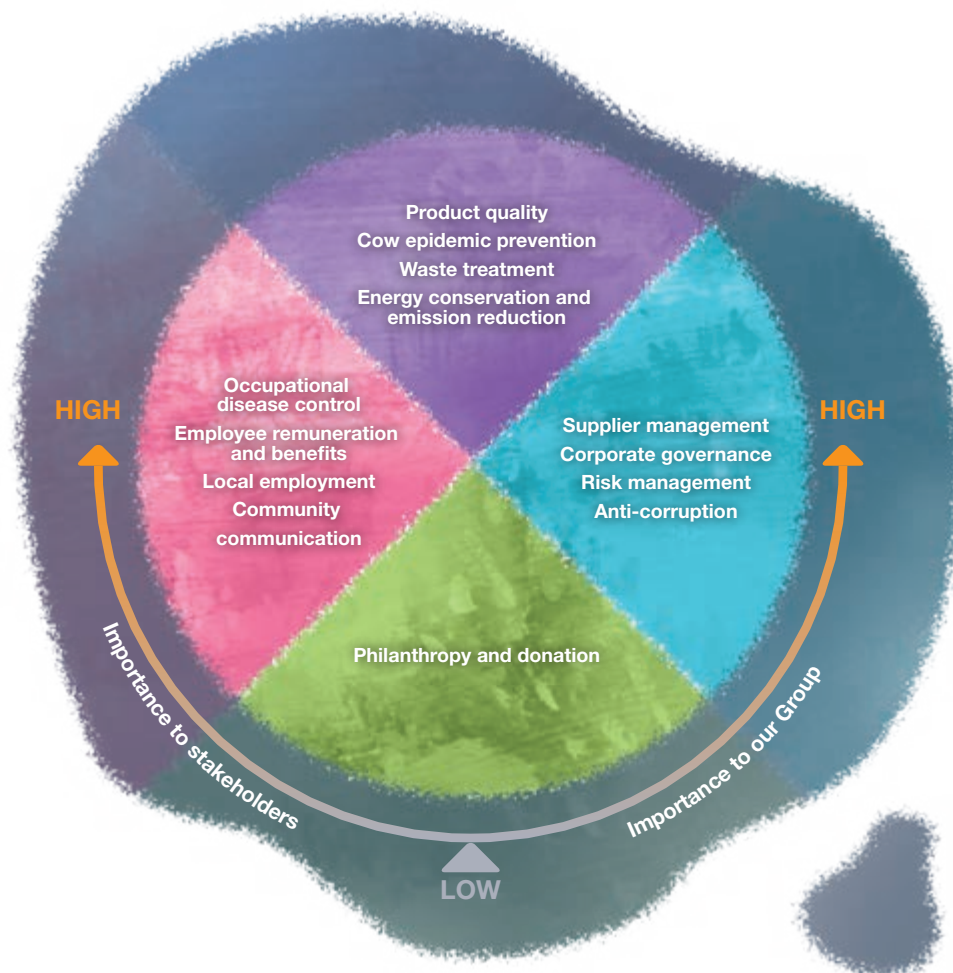 Product quality
Cow epidemic prevention
Waste treatment
Energy conservation and
emission reduction
Occupational
disease control
Employee remuneration
and benefits
Local employment
Community
communication
Supplier management
Corporate governance
Risk management
Anti-corruption
Philanthropy and donation
HIGH
HIGH
Importance to stakeholders
Importance to our Group
LOW